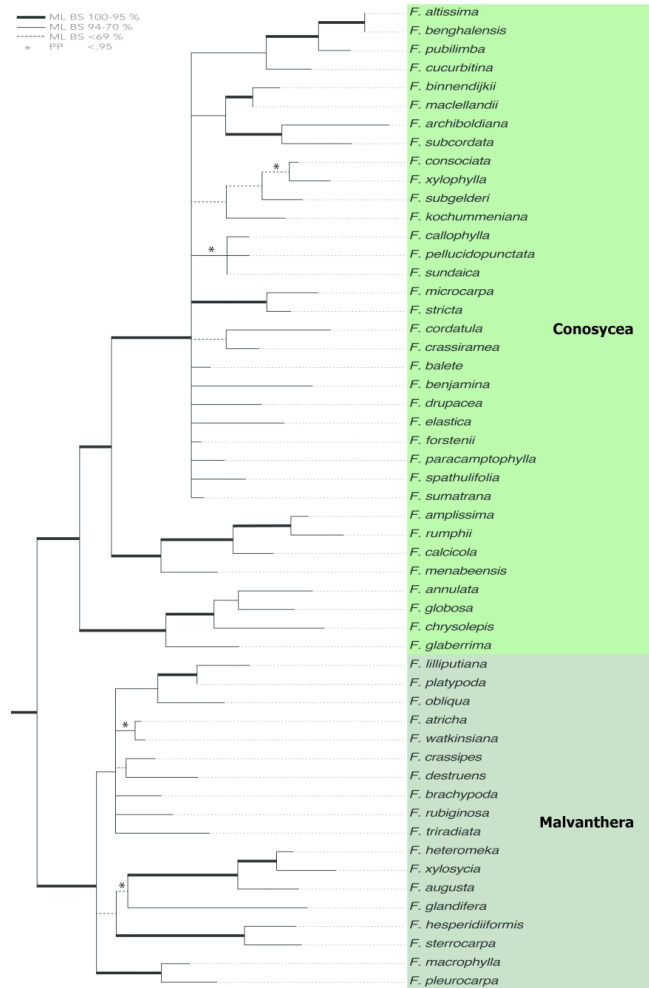 ML BS 100-95 %
ML BS 94-70 %
ML BS <69 %
* PP <.95
F. altissima
F. benghalensis
F. pubilimba
F. cucurbitina
F. binnendijkii
F. maclellandii
F. archiboldiana
F. subcordata
F. consociata
*
F. xylophylla
F. subgelderi
F. kochummeniana
F. callophylla
*
F. pellucidopunctata
F. sundaica
F. microcarpa
F. stricta
F. cordatula
Conosycea
F. crassiramea
F. balete
F. benjamina
F. drupacea
F. elastica
F. forstenii
F. paracamptophylla
F. spathulifolia
F. sumatrana
F. amplissima
F. rumphii
F. calcicola
F. menabeensis
F. annulata
F. globosa
F. chrysolepis
F. glaberrima
F. lilliputiana
F. platypoda
F. obliqua
F. atricha
*
F. watkinsiana
F. crassipes
F. destruens
F. brachypoda
F. rubiginosa
Malvanthera
F. triradiata
F. heteromeka
F. xylosycia
*
F. augusta
F. glandifera
F. hesperidiiformis
F. sterrocarpa
F. macrophylla
F. pleurocarpa